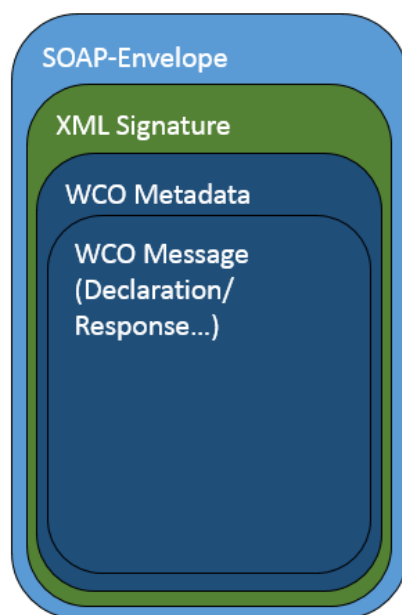 SOAP-Envelope
XML Signature
WCO Metadata
WCO Message
(Declaration/
Response...)